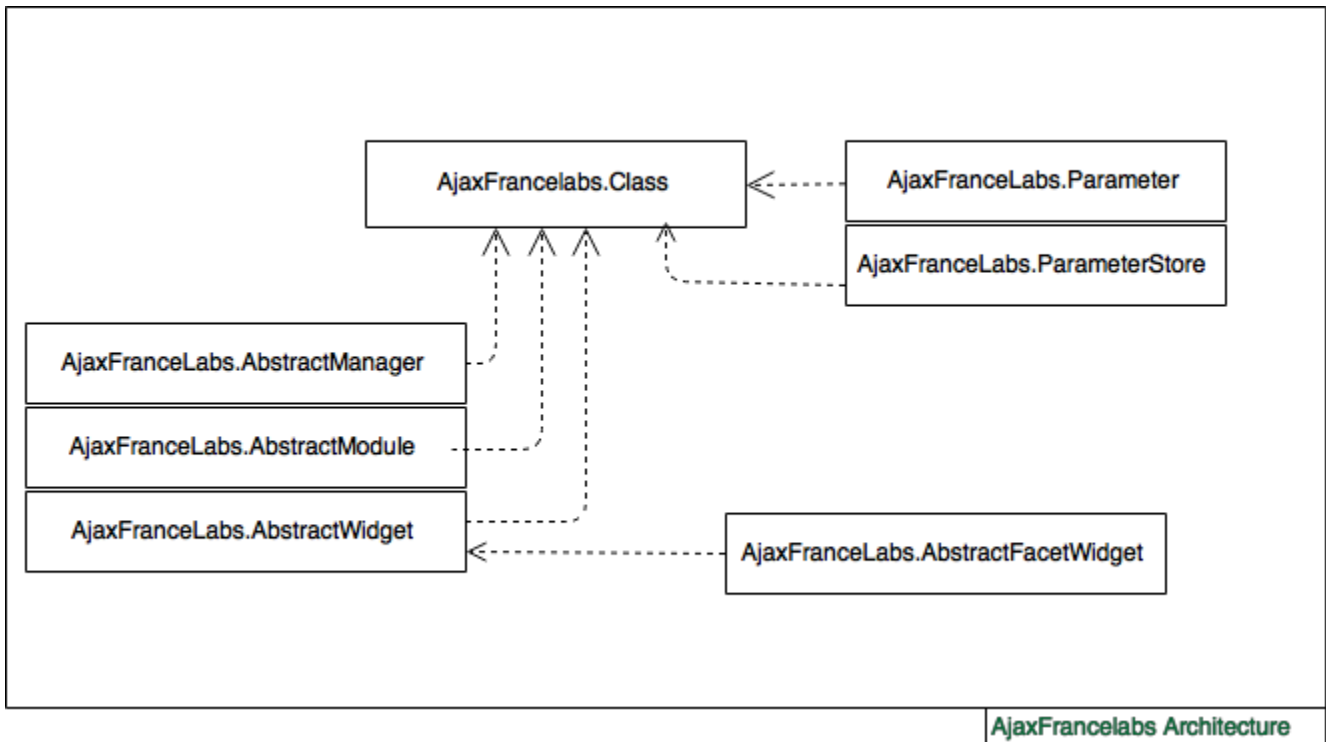 AjaxFrancelabs.Class
AjaxFranceLabs.Parameter
AjaxFranceLabs.ParameterStore
AjaxFranceLabs.AbstractManager
AjaxFranceLabs.AbstractModule
AjaxFranceLabs.AbstractWidget
AjaxFranceLabs.AbstractFacetWidget
AjaxFrancelabs Architecture